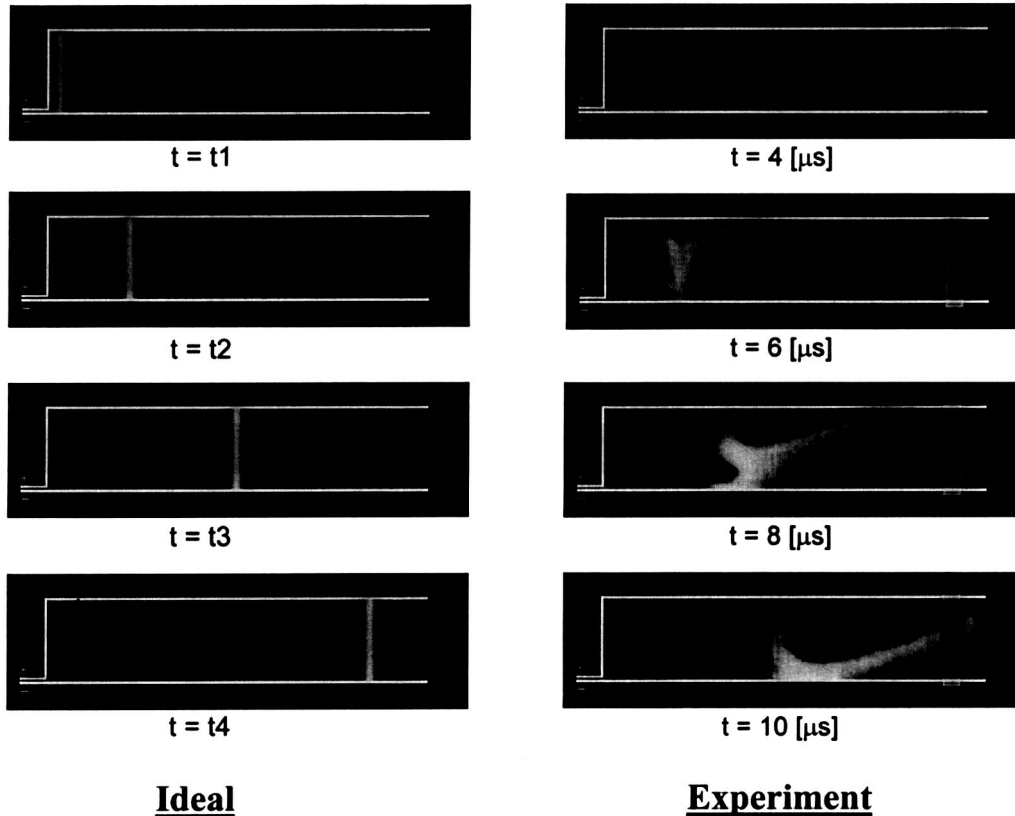 t = t1
t = 4 [μs]
t = t2
t = 6 [μs]
t = t3
t = 8 [μs]
t = t4
t = 10 [μs]
Ideal
Experiment